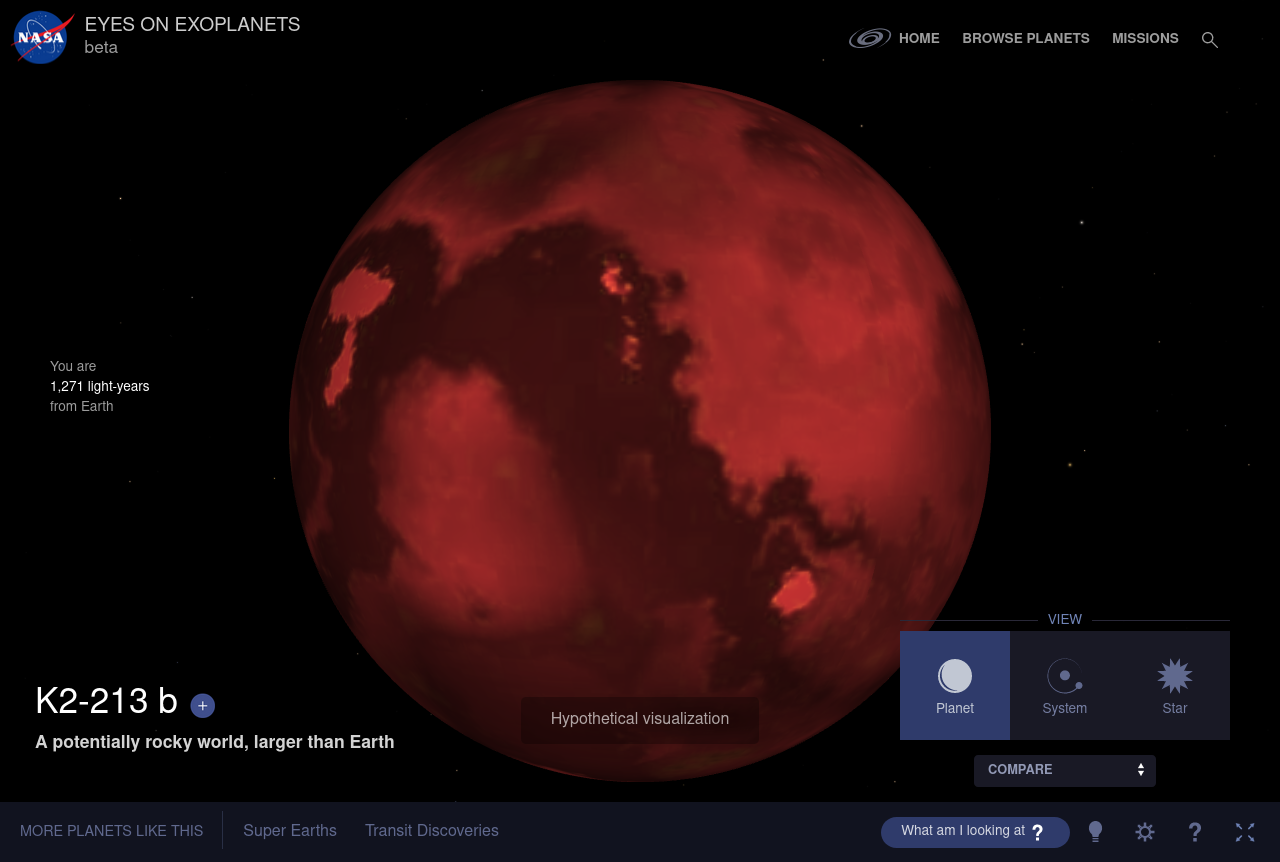 NASA
EYES ON EXOPLANETS
beta
HOME
BROWSE PLANETS
MISSIONS
You are
1,271 light-years
from Earth
VIEW
Planet
System
Star
K2-213 b +
A potentially rocky world, larger than Earth
Hypothetical visualization
COMPARE
MORE PLANETS LIKE THIS
Super Earths
Transit Discoveries
What am I looking at ?
?